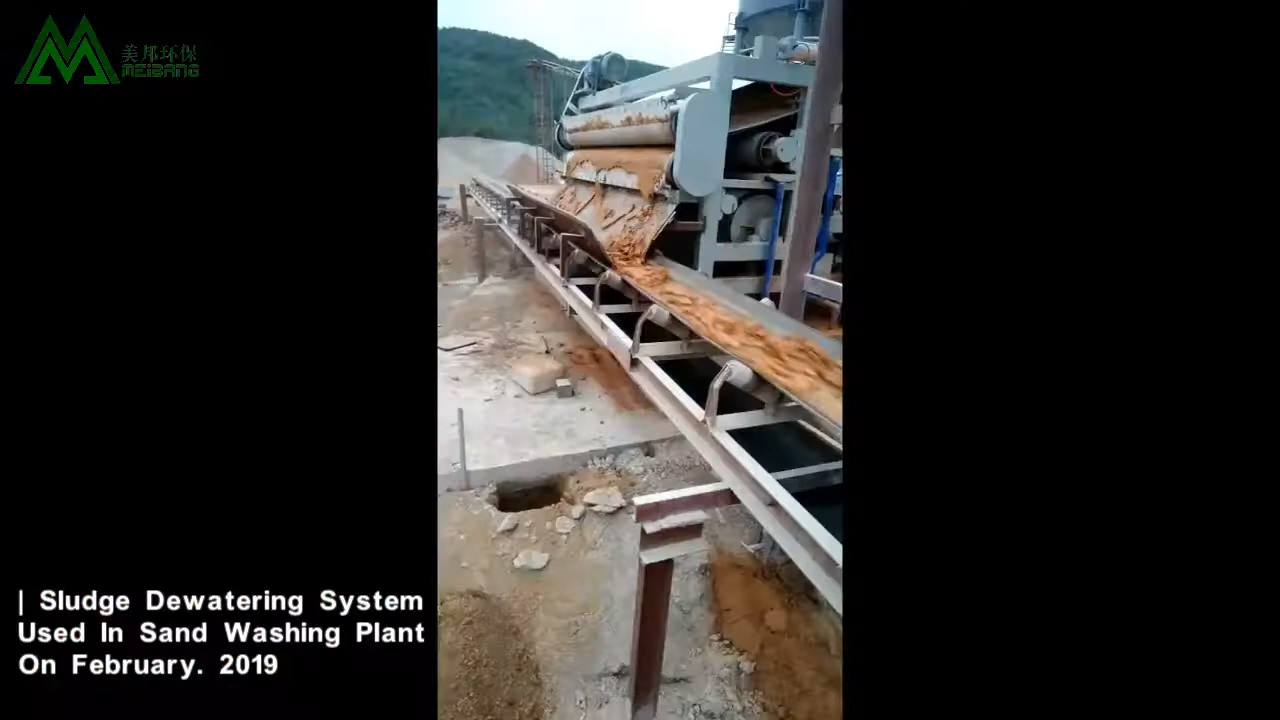 美邦环保
MEIBANG
| Sludge Dewatering System
Used In Sand Washing Plant
On February. 2019